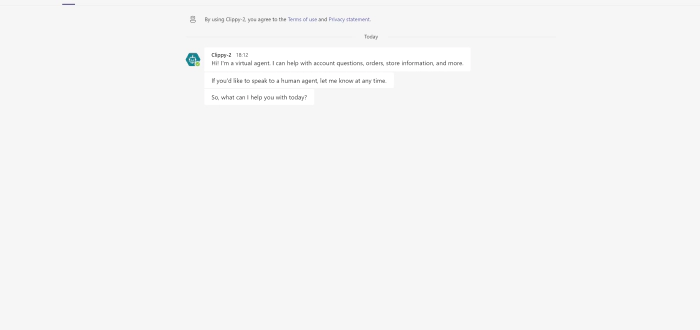 By using Clippy-2, you agree to the Terms of use and Privacy statement.
Today
Clippy-2 18:12
Hi! I'm a virtual agent. I can help with account questions, orders, store information, and more.
If you'd like to speak to a human agent, let me know at any time.
So, what can I help you with today?